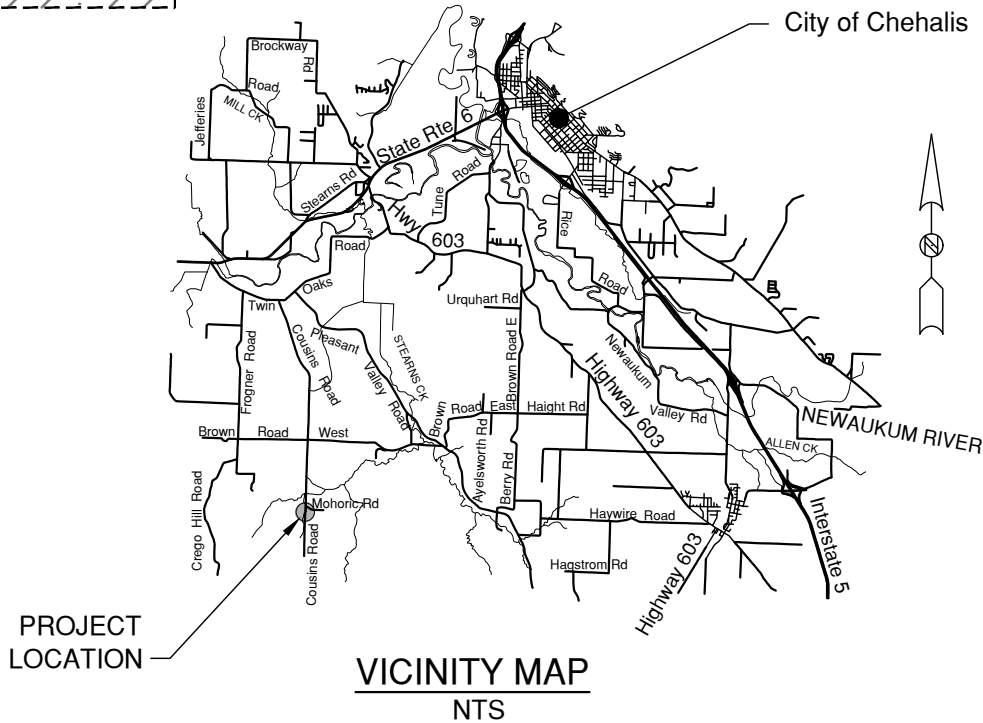 City of Chehalis
Brockway
Rd
Road
MILL CK
Jefferies
State Rte 6
Stearns Rd
Tune Road
Hwy 603
Road
Rice
Road
Oaks
Twin
Urquhart Rd
Frogner Road
Cousins Road
Pleasant
Valley Road
STEARNS CK
Brown Road E
Newaukum
Valley Rd
Highway 603
NEWAUKUM RIVER
Brown Road East
Haight Rd
Ayelsworth Rd
Berry Rd
Brown Road West
ALLEN CK
Crego Hill Road
Mohoric Rd
Cousins Road
Haywire Road
Hagstrom Rd
Highway 603
Interstate 5
N
PROJECT
LOCATION
VICINITY MAP
NTS